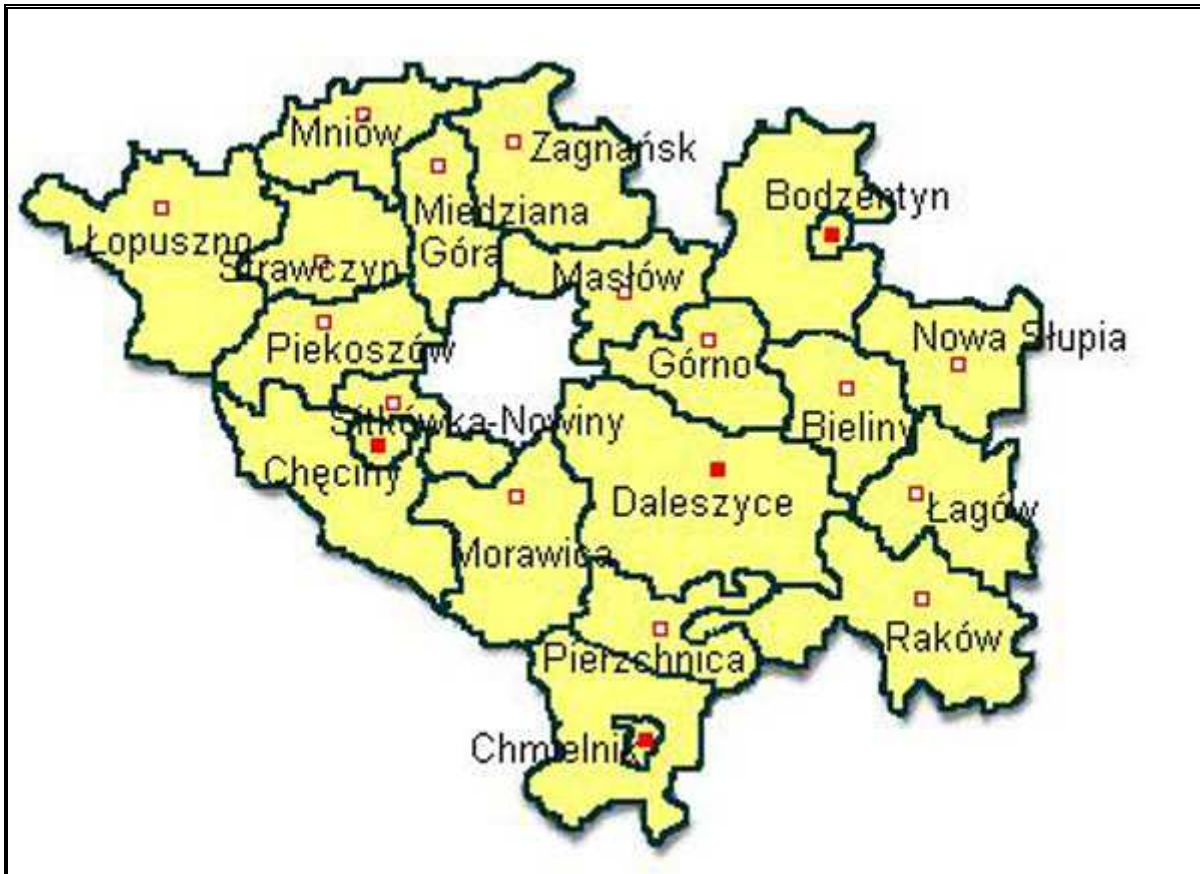 Mniów
Zagnańsk
Bodzentyn
Miedziana
Góra
Łopuszno
Strawczyn
Masłów
Nowa Słupia
Piekoszów
Górno
Sitkówka-Nowiny
Bieliny
Chęciny
Daleszyce
Łagów
Morawica
Raków
Pierzchnica
Chmielnik